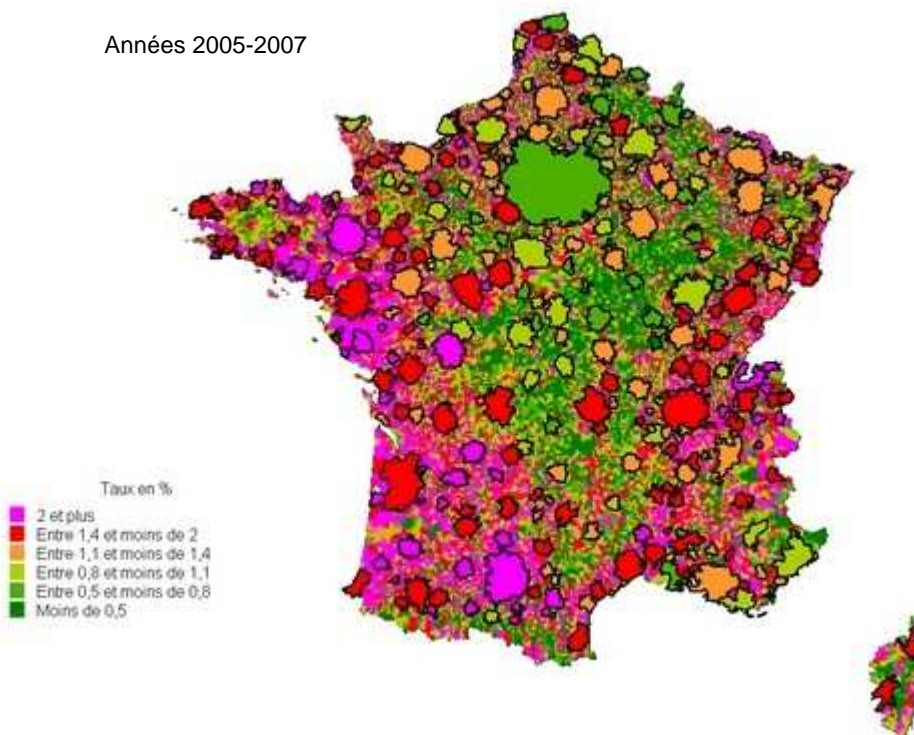 Années 2005-2007
Taux en %
2 et plus
Entre 1,4 et moins de 2
Entre 1,1 et moins de 1,4
Entre 0,8 et moins de 1,1
Entre 0,5 et moins de 0,8
Moins de 0,5